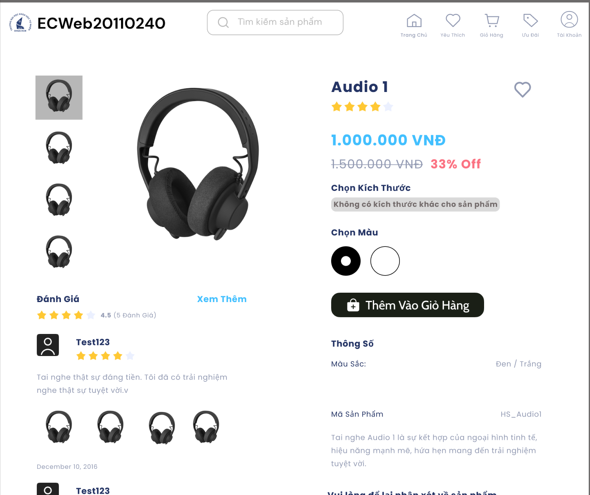 ECWeb20110240
Tìm kiếm sản phẩm
Trang Chủ
Yêu Thích
Giỏ Hàng
Ưu Đãi
Tài Khoản
Audio 1
1.000.000 VNĐ
1.500.000 VNĐ 33% Off
Chọn Kích Thước
Không có kích thước khác cho sản phẩm
Chọn Màu
Thêm Vào Giỏ Hàng
Đánh Giá
Xem Thêm
4.5 (5 Đánh Giá)
Test123
Tai nghe thật sự đáng tiền. Tôi đã có trải nghiệm
nghe thật sự tuyệt vời.v
December 10, 2016
Test123
Thông Số
Màu Sắc: Đen / Trắng
Mã Sản Phẩm HS_Audio1
Tai nghe Audio 1 là sự kết hợp của ngoại hình tinh tế,
hiệu năng mạnh mẽ, hứa hẹn mang đến trải nghiệm
tuyệt vời.
Vui lòng để lại nhận xét về sản phẩm